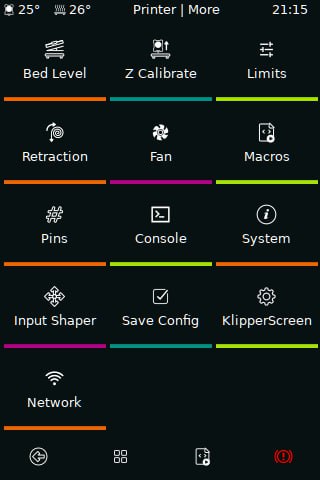 25° 26° Printer | More 21:15
Bed Level Z Calibrate Limits
Retraction Fan Macros
Pins Console System
Input Shaper Save Config KlipperScreen
Network